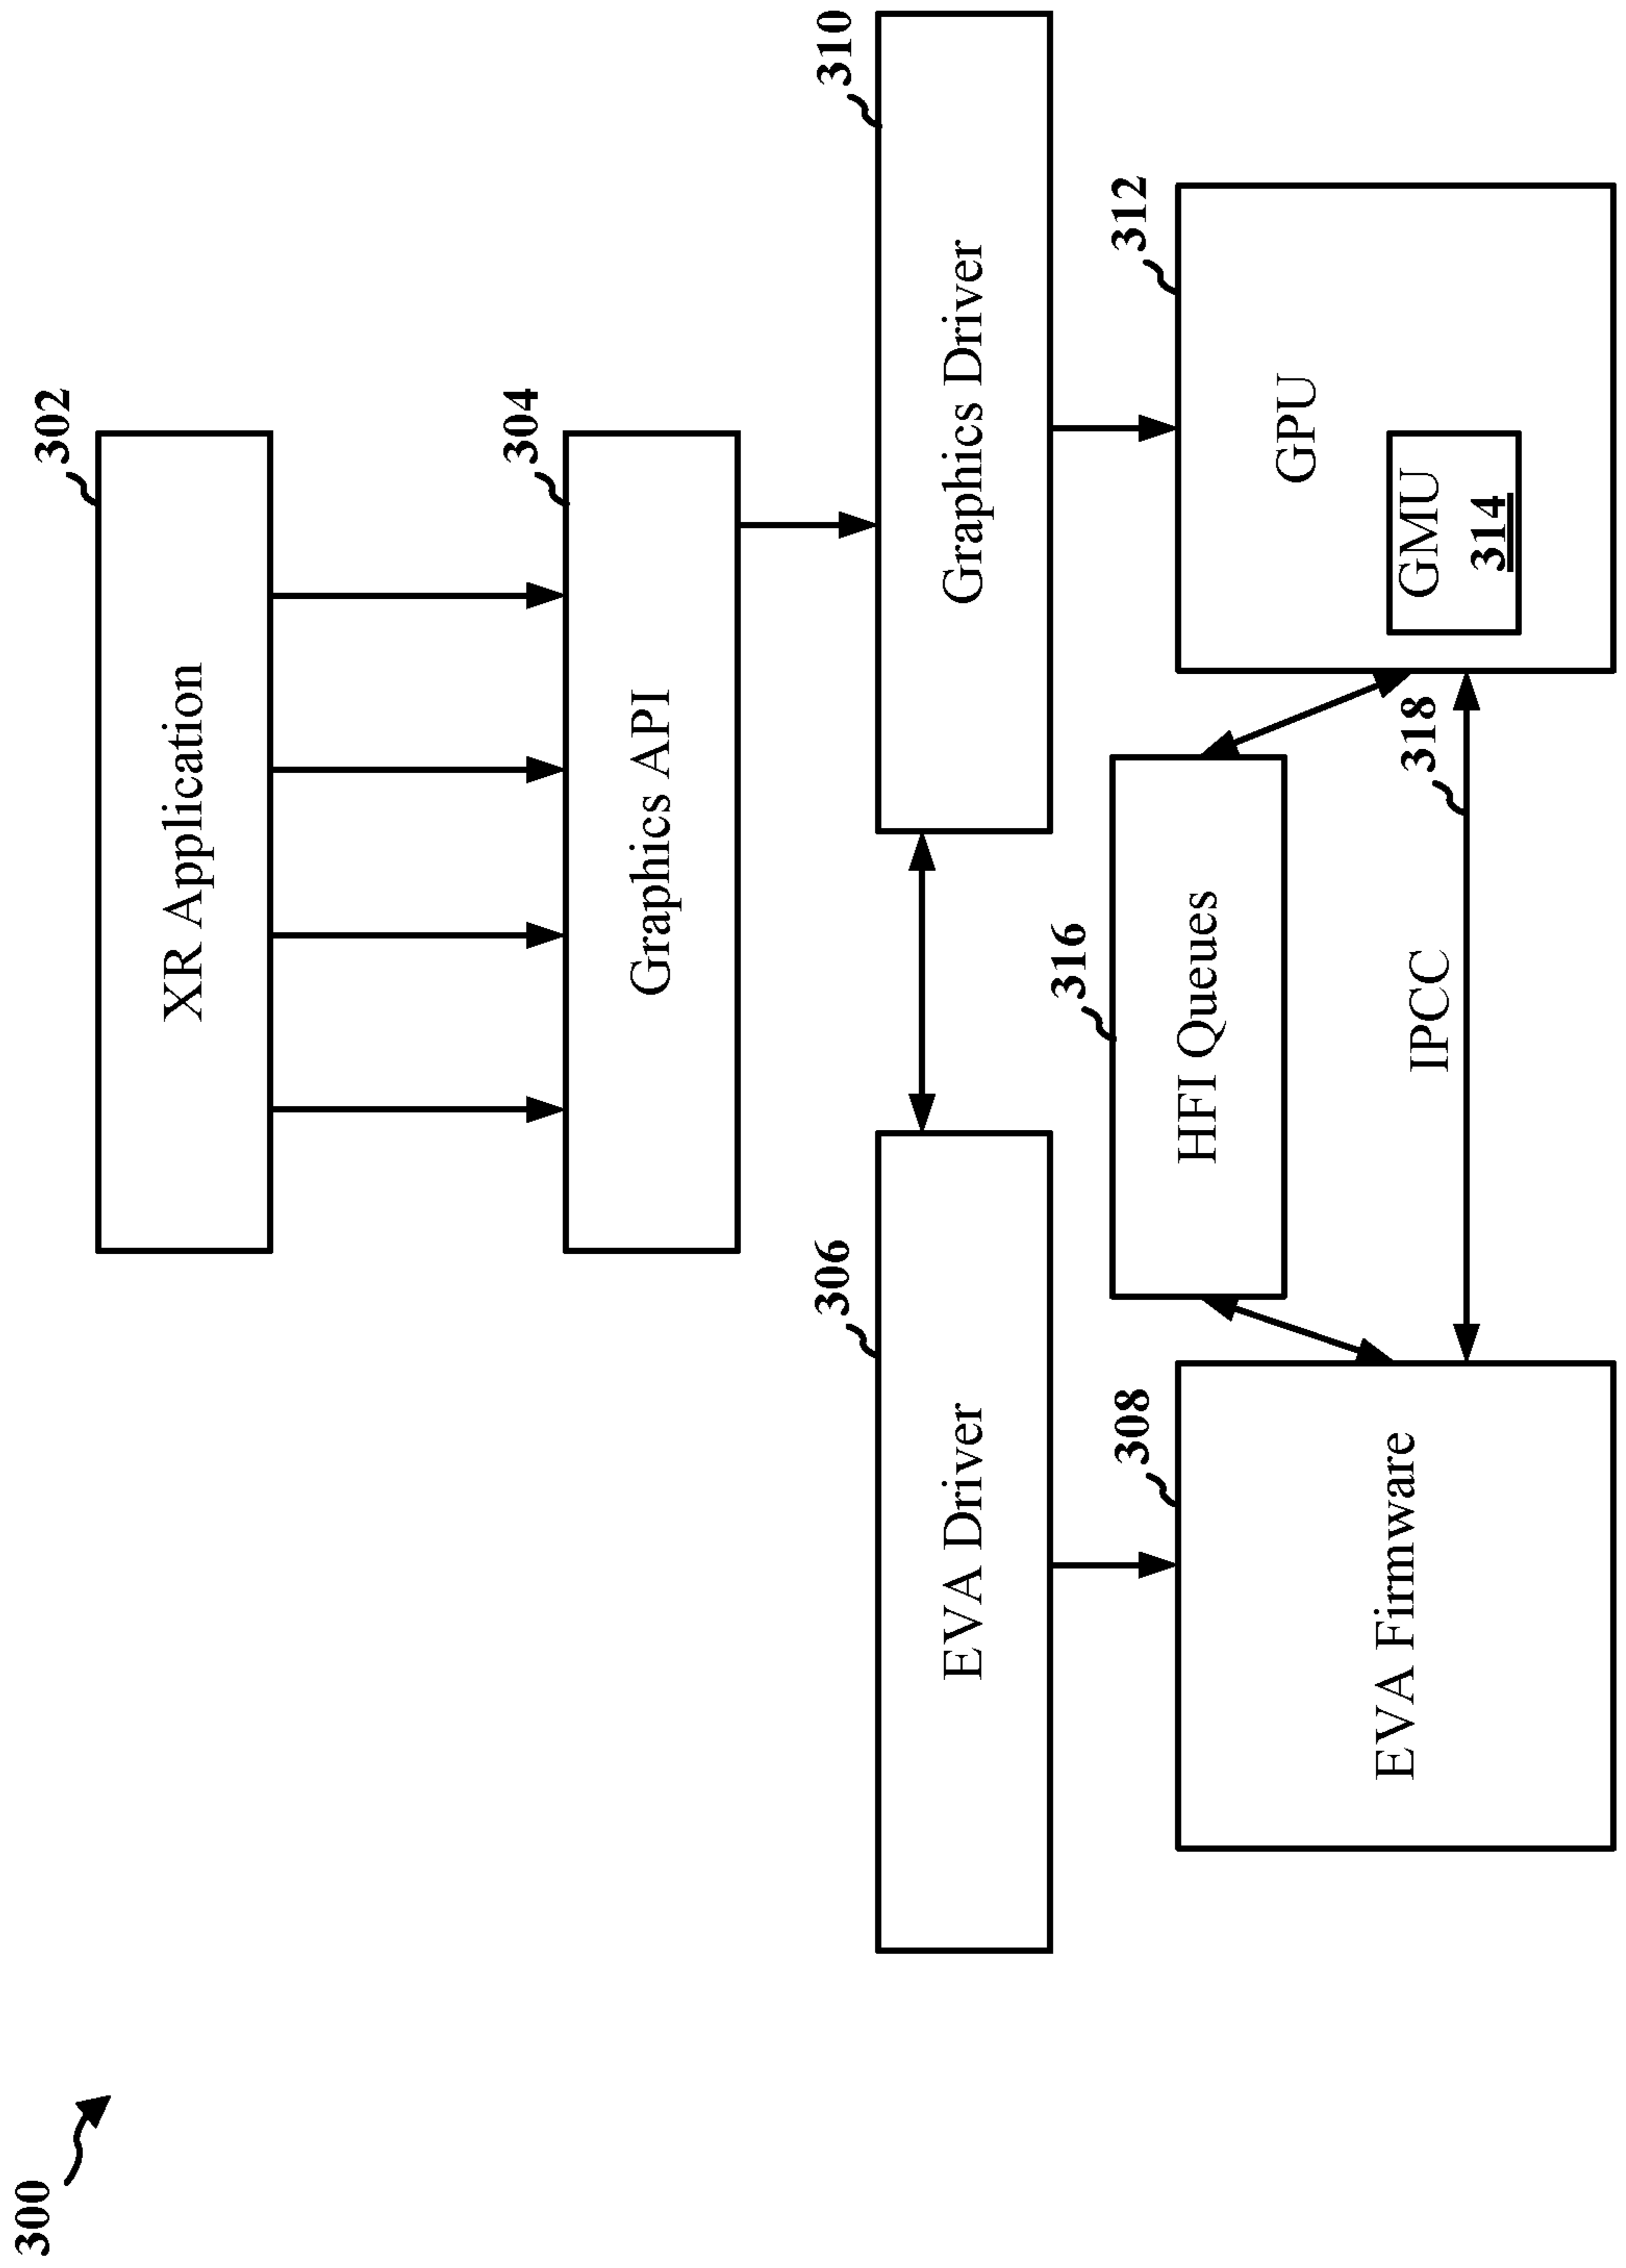 300
302
XR Application
304
Graphics API
306
EVA Driver
310
Graphics Driver
308
EVA Firmware
316
HFI Queues
IPCC
318
312
GPU
GMU
314